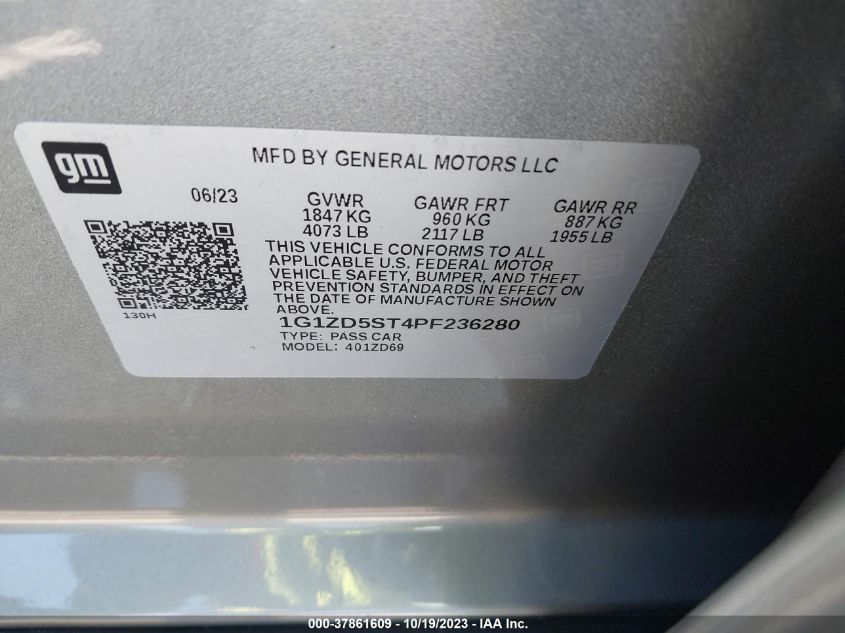 gm
MFD BY GENERAL MOTORS LLC
06/23 GVWR GAWR FRT GAWR RR
1847 KG 960 KG 887 KG
4073 LB 2117 LB 1955 LB
THIS VEHICLE CONFORMS TO ALL
APPLICABLE U.S. FEDERAL MOTOR
VEHICLE SAFETY, BUMPER, AND THEFT
PREVENTION STANDARDS IN EFFECT ON
THE DATE OF MANUFACTURE SHOWN
ABOVE.
130H
1G1ZD5ST4PF236280
TYPE: PASS CAR
MODEL: 401ZD69
000-37861609 - 10/19/2023 - IAA Inc.